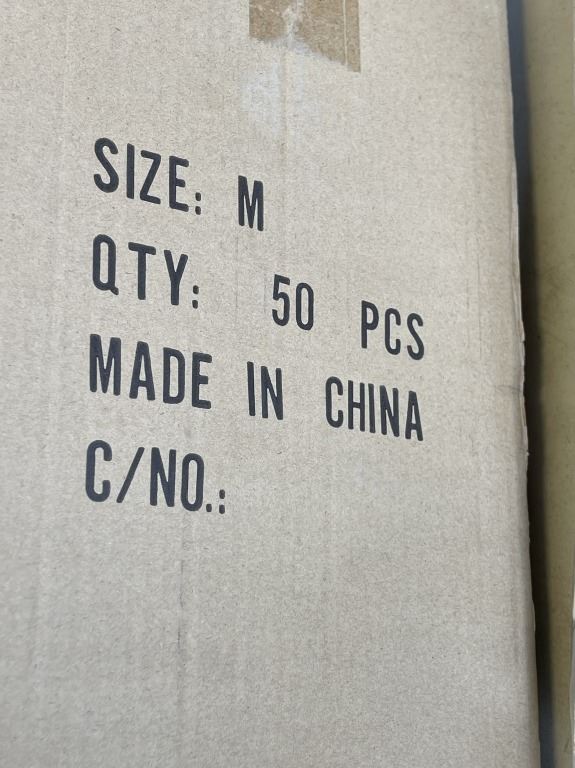 SIZE: M
QTY: 50 PCS
MADE IN CHINA
C/NO.: